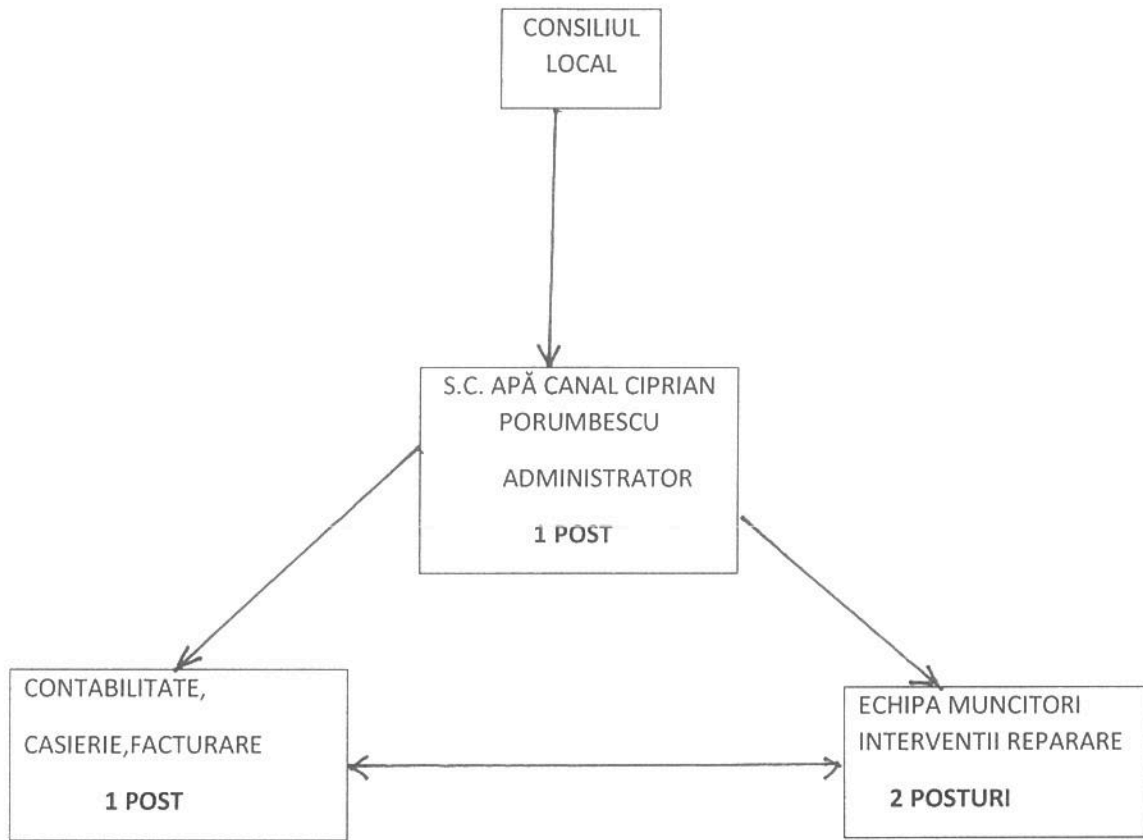 CONSILIUL
LOCAL
S.C. APĂ CANAL CIPRIAN
PORUMBESCU
ADMINISTRATOR
1 POST
CONTABILITATE,
CASIERIE,FACTURARE
1 POST
ECHIPA MUNCITORI
INTERVENTII REPARARE
2 POSTURI